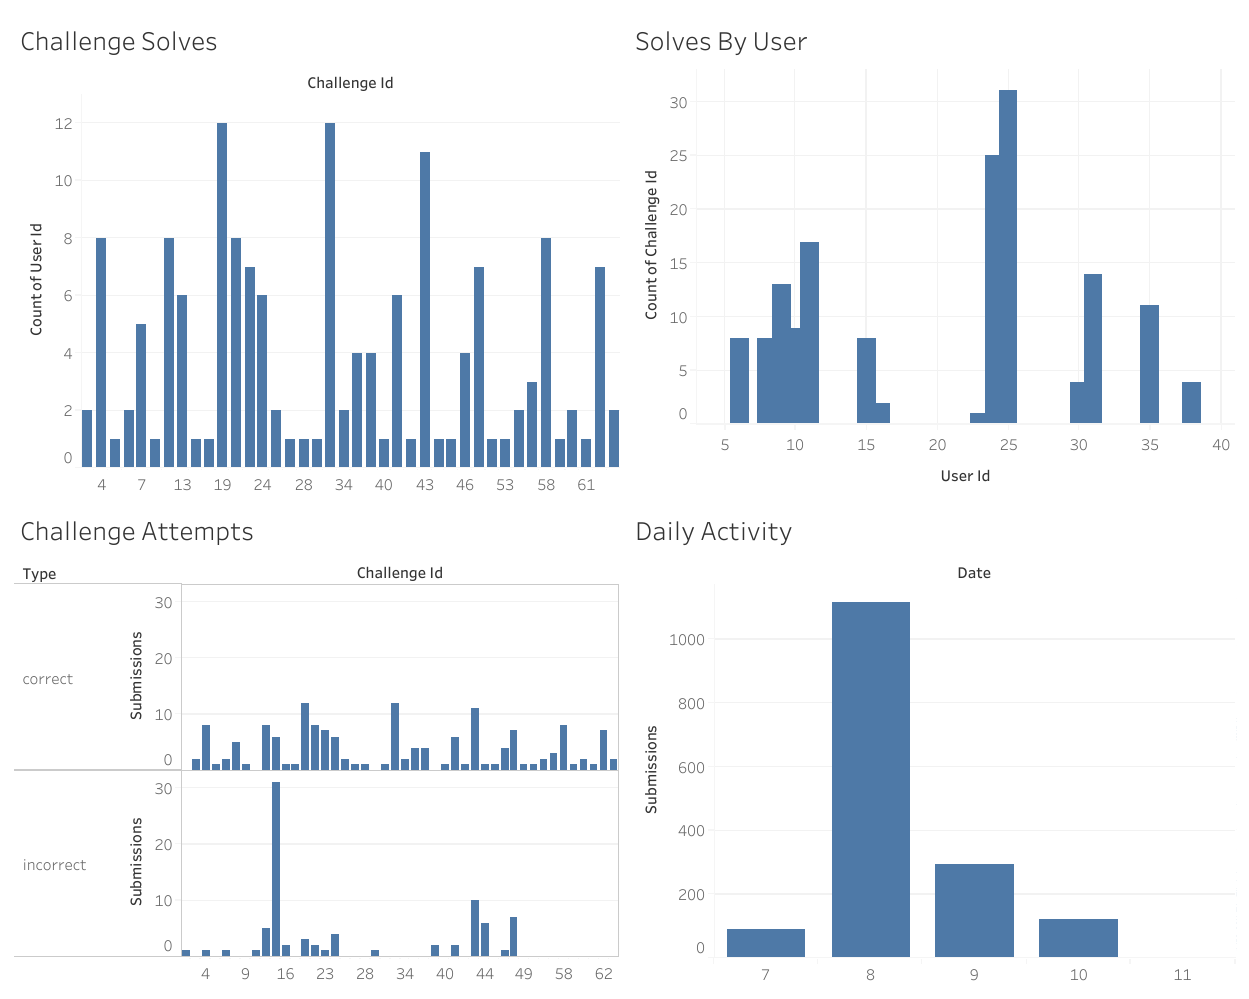 Challenge Solves
Challenge Id
Count of User Id
12
10
8
6
4
2
0
4 7 13 19 24 28 34 40 43 46 53 58 61
Solves By User
Count of Challenge Id
30
25
20
15
10
5
0
5 10 15 20 25 30 35 40
User Id
Challenge Attempts
Type
Challenge Id
correct
Submissions
30
20
10
0
incorrect
Submissions
30
20
10
0
4 9 16 23 28 34 40 44 49 58 62
Daily Activity
Date
Submissions
1000
800
600
400
200
0
7 8 9 10 11